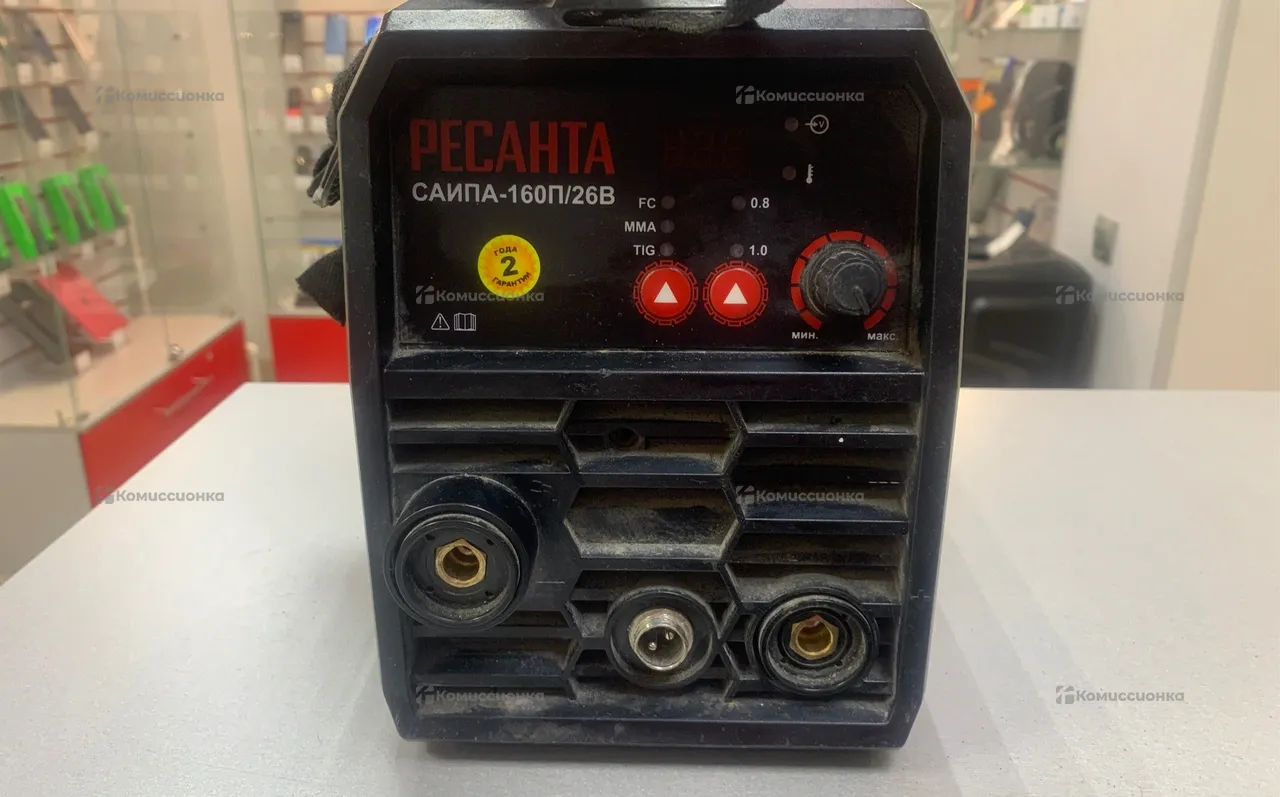 Комиссионка
Комиссионка
РЕСАНТА
САИПА-160П/26В
V
FC
0.8
MMA
TIG
1.0
ГОДА
2
ГАРАНТИИ
Комиссионка
Комиссионка
мин.
макс.
Комиссионка
Комиссионка
Комиссионка
Комиссионка